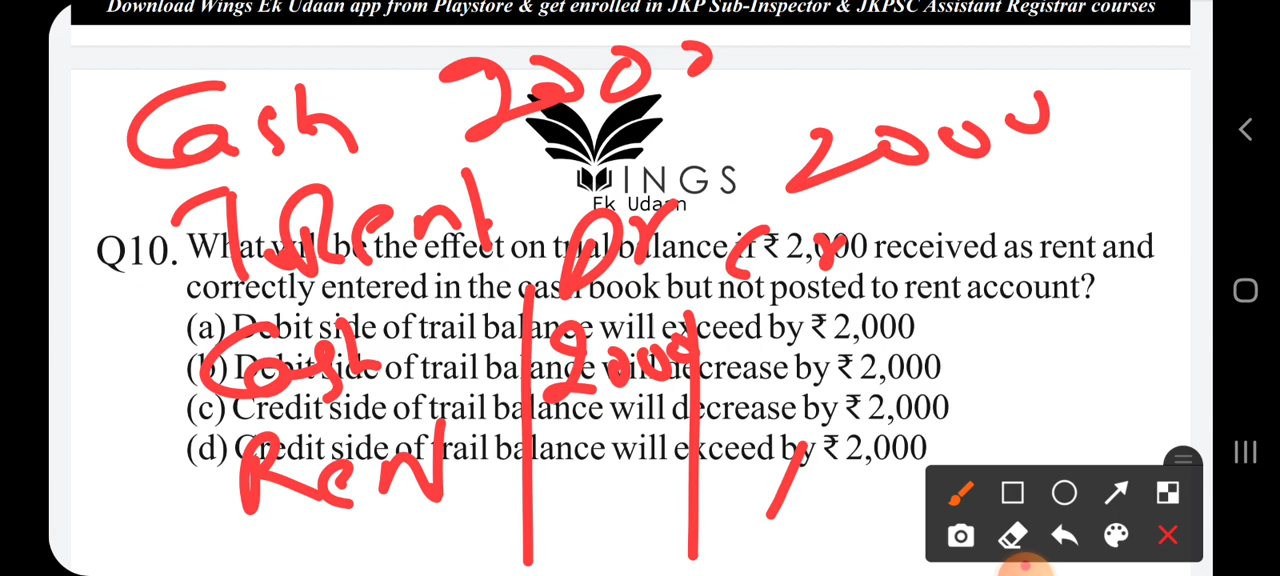 Download Wings Ek Udaan app from Playstore & get enrolled in JKP Sub-Inspector & JKPSC Assistant Registrar courses
Cash 2000
2000
WINGS
Ek Udaan
Rent
Dr Cr
Q10. What will be the effect on trial balance if ₹ 2,000 received as rent and
correctly entered in the cash book but not posted to rent account?
(a) Debit side of trail balance will exceed by ₹ 2,000
(b) Debit side of trail balance will decrease by ₹ 2,000
(c) Credit side of trail balance will decrease by ₹ 2,000
(d) Credit side of trail balance will exceed by ₹ 2,000
Cash 2000
Ren